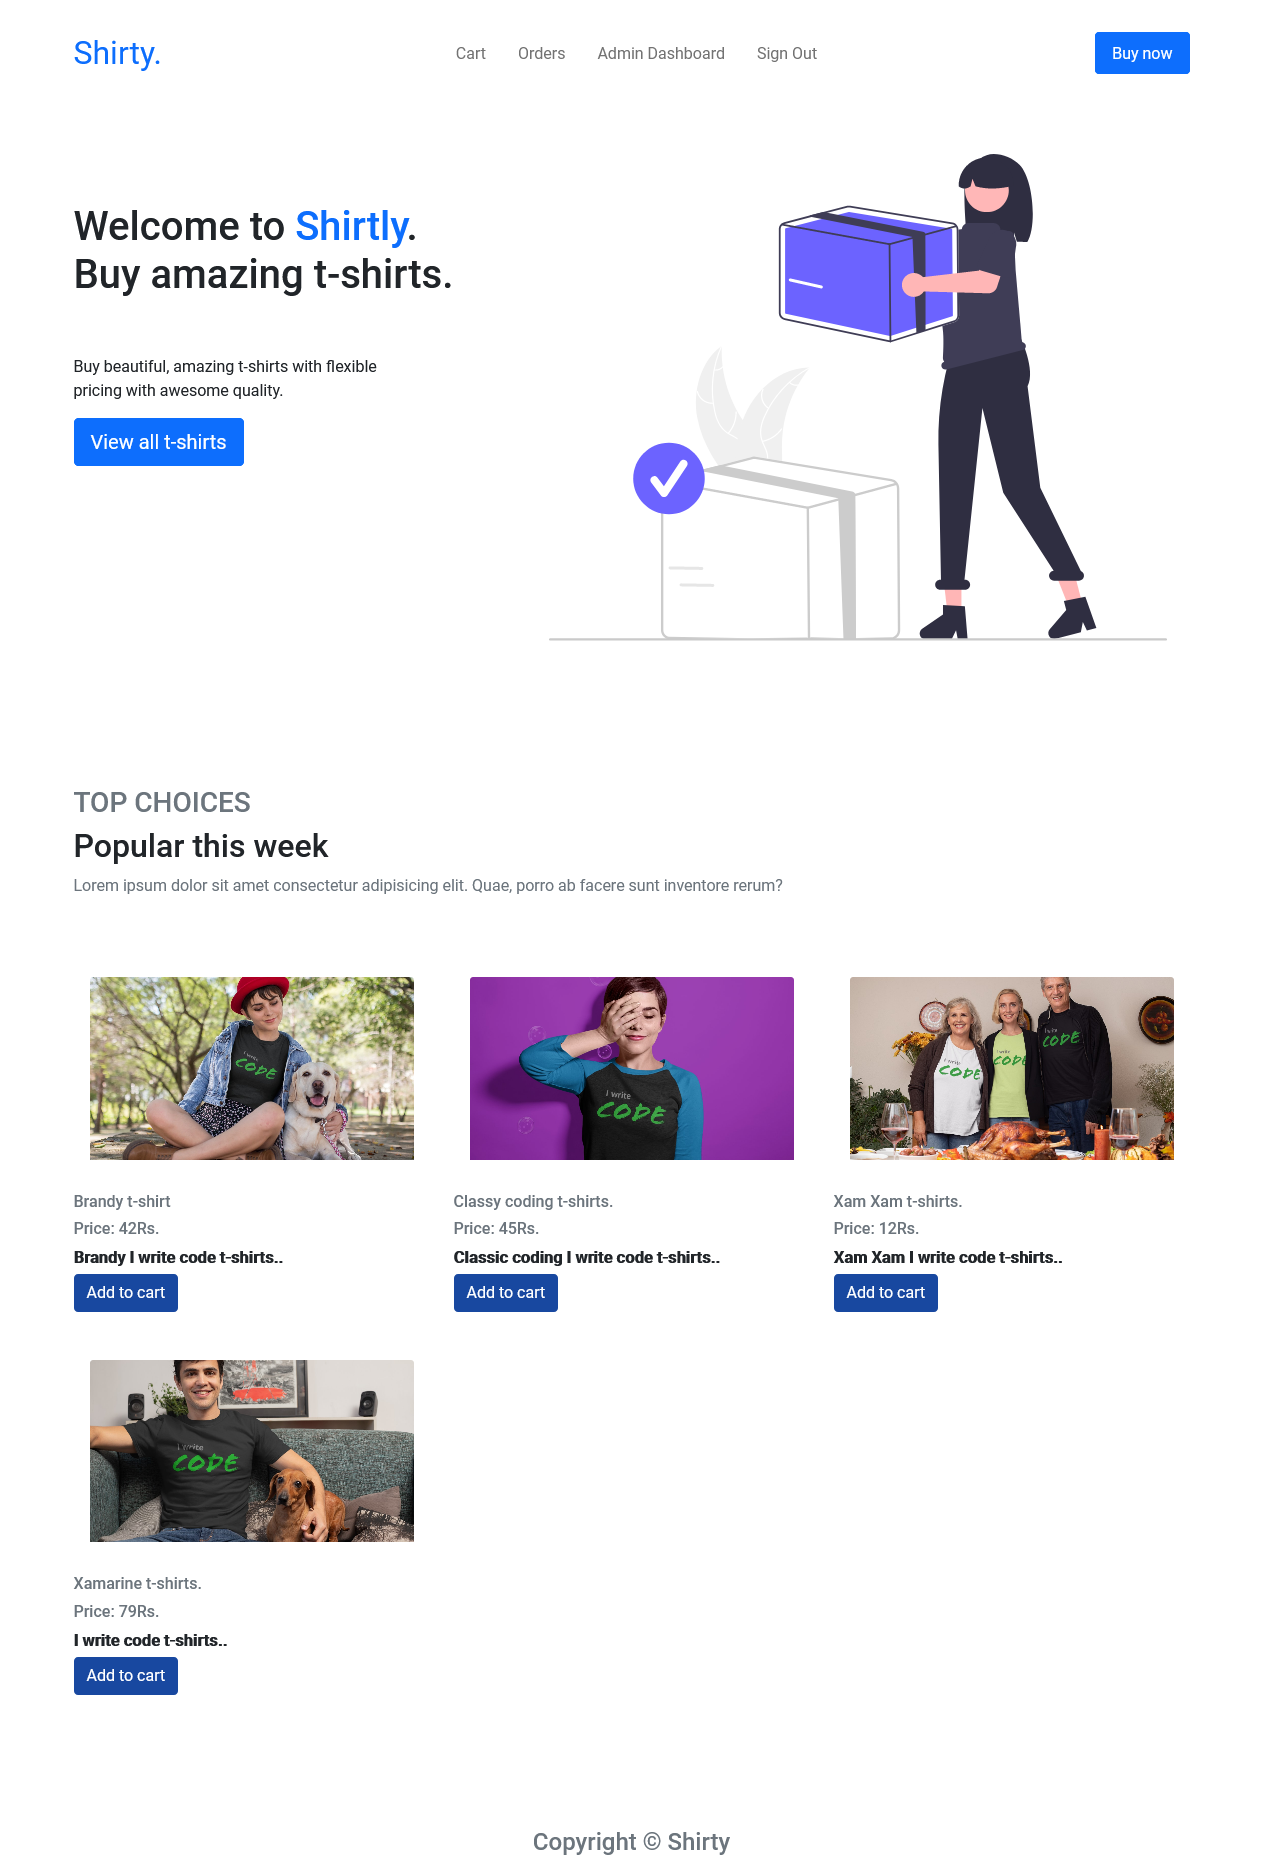 Shirty.
Cart Orders Admin Dashboard Sign Out
Buy now
Welcome to Shirtly.
Buy amazing t-shirts.
Buy beautiful, amazing t-shirts with flexible
pricing with awesome quality.
View all t-shirts
TOP CHOICES
Popular this week
Lorem ipsum dolor sit amet consectetur adipisicing elit. Quae, porro ab facere sunt inventore rerum?
I write
CODE
Brandy t-shirt
Price: 42Rs.
Brandy I write code t-shirts..
Add to cart
I write
CODE
Classy coding t-shirts.
Price: 45Rs.
Classic coding I write code t-shirts..
Add to cart
I write
CODE
I write
CODE
I write
CODE
Xam Xam t-shirts.
Price: 12Rs.
Xam Xam I write code t-shirts..
Add to cart
I write
CODE
Xamarine t-shirts.
Price: 79Rs.
I write code t-shirts..
Add to cart
Copyright © Shirty